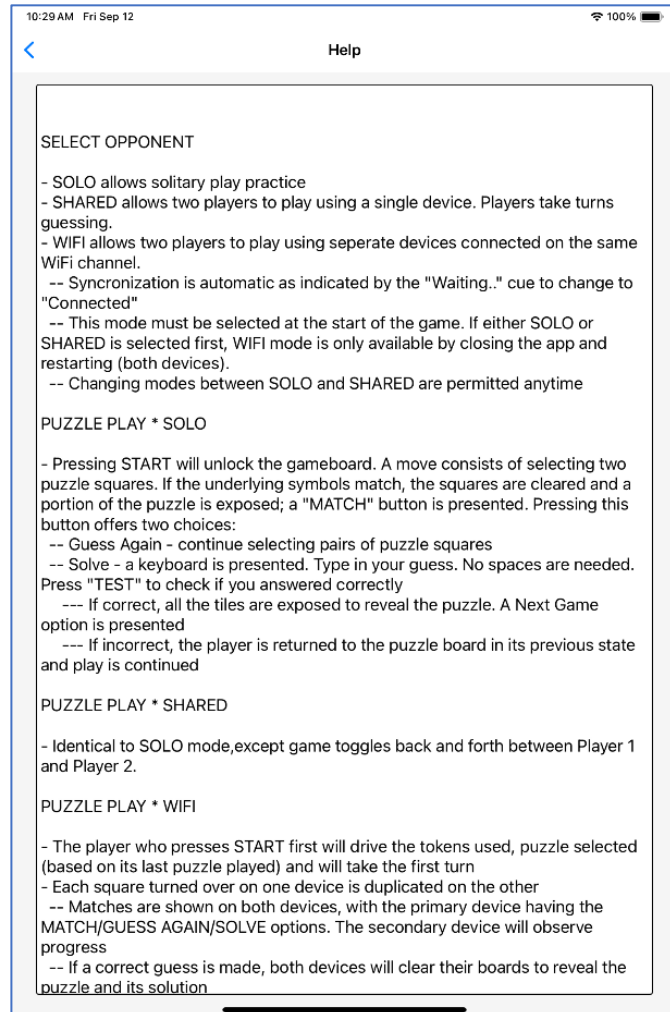 10:29 AM Fri Sep 12
100%
Help
SELECT OPPONENT
- SOLO allows solitary play practice
- SHARED allows two players to play using a single device. Players take turns
guessing.
- WIFI allows two players to play using seperate devices connected on the same
WiFi channel.
-- Syncronization is automatic as indicated by the "Waiting.." cue to change to
"Connected"
-- This mode must be selected at the start of the game. If either SOLO or
SHARED is selected first, WIFI mode is only available by closing the app and
restarting (both devices).
-- Changing modes between SOLO and SHARED are permitted anytime
PUZZLE PLAY * SOLO
- Pressing START will unlock the gameboard. A move consists of selecting two
puzzle squares. If the underlying symbols match, the squares are cleared and a
portion of the puzzle is exposed; a "MATCH" button is presented. Pressing this
button offers two choices:
-- Guess Again - continue selecting pairs of puzzle squares
-- Solve - a keyboard is presented. Type in your guess. No spaces are needed.
Press "TEST" to check if you answered correctly
--- If correct, all the tiles are exposed to reveal the puzzle. A Next Game
option is presented
--- If incorrect, the player is returned to the puzzle board in its previous state
and play is continued
PUZZLE PLAY * SHARED
- Identical to SOLO mode,except game toggles back and forth between Player 1
and Player 2.
PUZZLE PLAY * WIFI
- The player who presses START first will drive the tokens used, puzzle selected
(based on its last puzzle played) and will take the first turn
- Each square turned over on one device is duplicated on the other
-- Matches are shown on both devices, with the primary device having the
MATCH/GUESS AGAIN/SOLVE options. The secondary device will observe
progress
-- If a correct guess is made, both devices will clear their boards to reveal the
puzzle and its solution